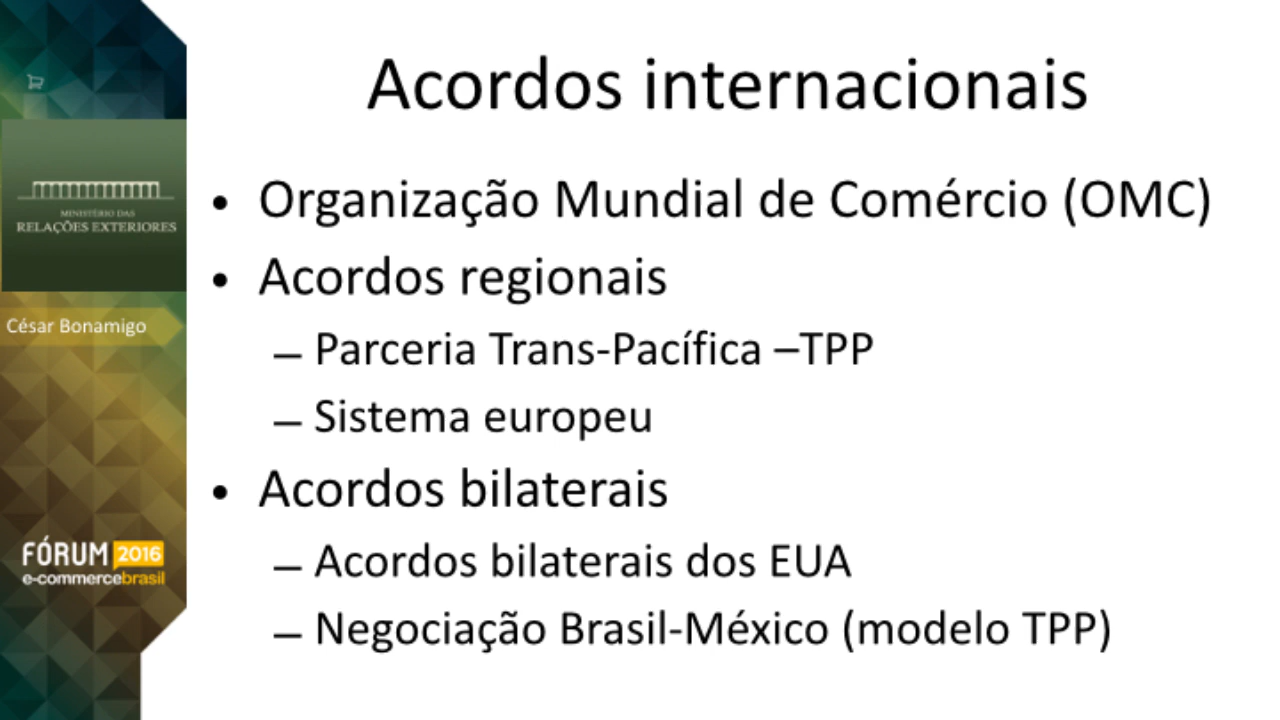 Acordos internacionais
MINISTÉRIO DAS
RELAÇÕES EXTERIORES
César Bonamigo
FÓRUM 2016
e-commercebrasil
• Organização Mundial de Comércio (OMC)
• Acordos regionais
– Parceria Trans-Pacífica –TPP
– Sistema europeu
• Acordos bilaterais
– Acordos bilaterais dos EUA
– Negociação Brasil-México (modelo TPP)